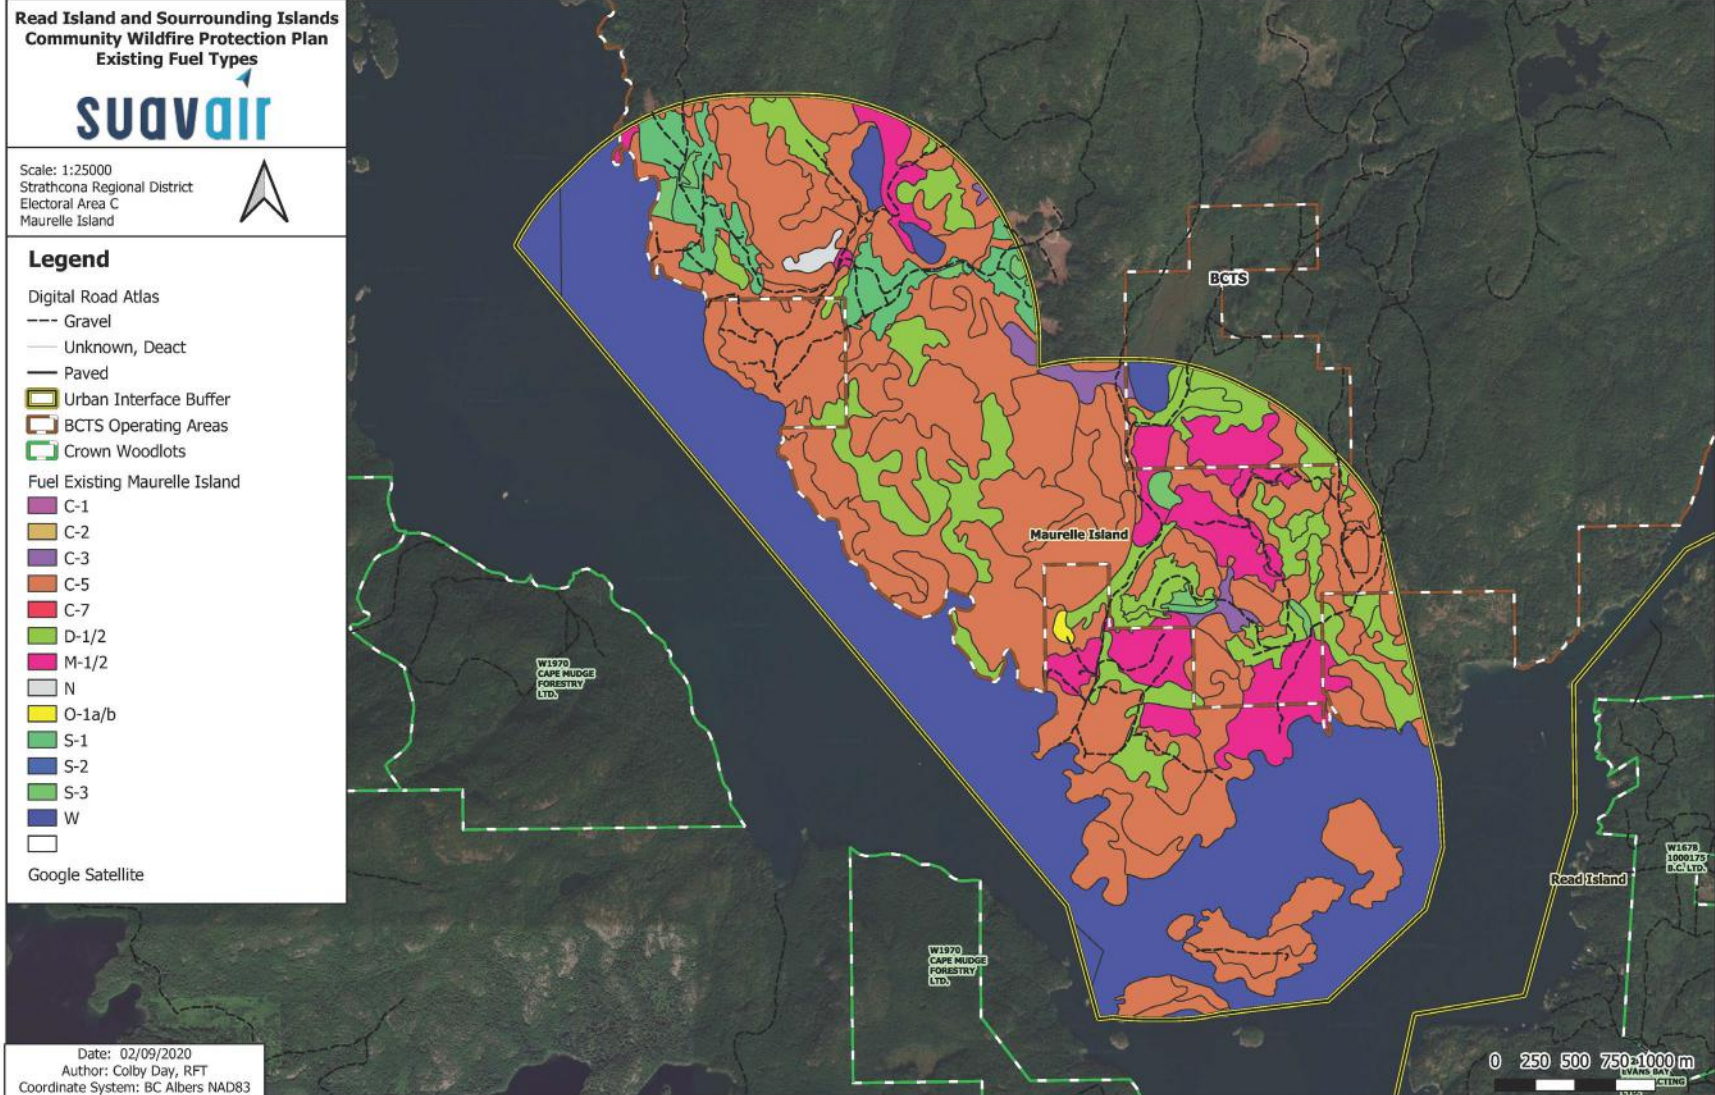 Read Island and Sourrounding Islands
Community Wildfire Protection Plan
Existing Fuel Types
suavair
Scale: 1:25000
Strathcona Regional District
Electoral Area C
Maurelle Island
Legend
Digital Road Atlas
Gravel
Unknown, Deact
Paved
Urban Interface Buffer
BCTS Operating Areas
Crown Woodlots
Fuel Existing Maurelle Island
C-1
C-2
C-3
C-5
C-7
D-1/2
M-1/2
N
O-1a/b
S-1
S-2
S-3
W
Google Satellite
Date: 02/09/2020
Author: Colby Day, RFT
Coordinate System: BC Albers NAD83
BCTS
Maurelle Island
W1970
CAPE MUDGE
FORESTRY
LTD.
W1970
CAPE MUDGE
FORESTRY
LTD.
Read Island
W1678
1000175
B.C. LTD.
0 250 500 750 1000 m
EVANS BAY